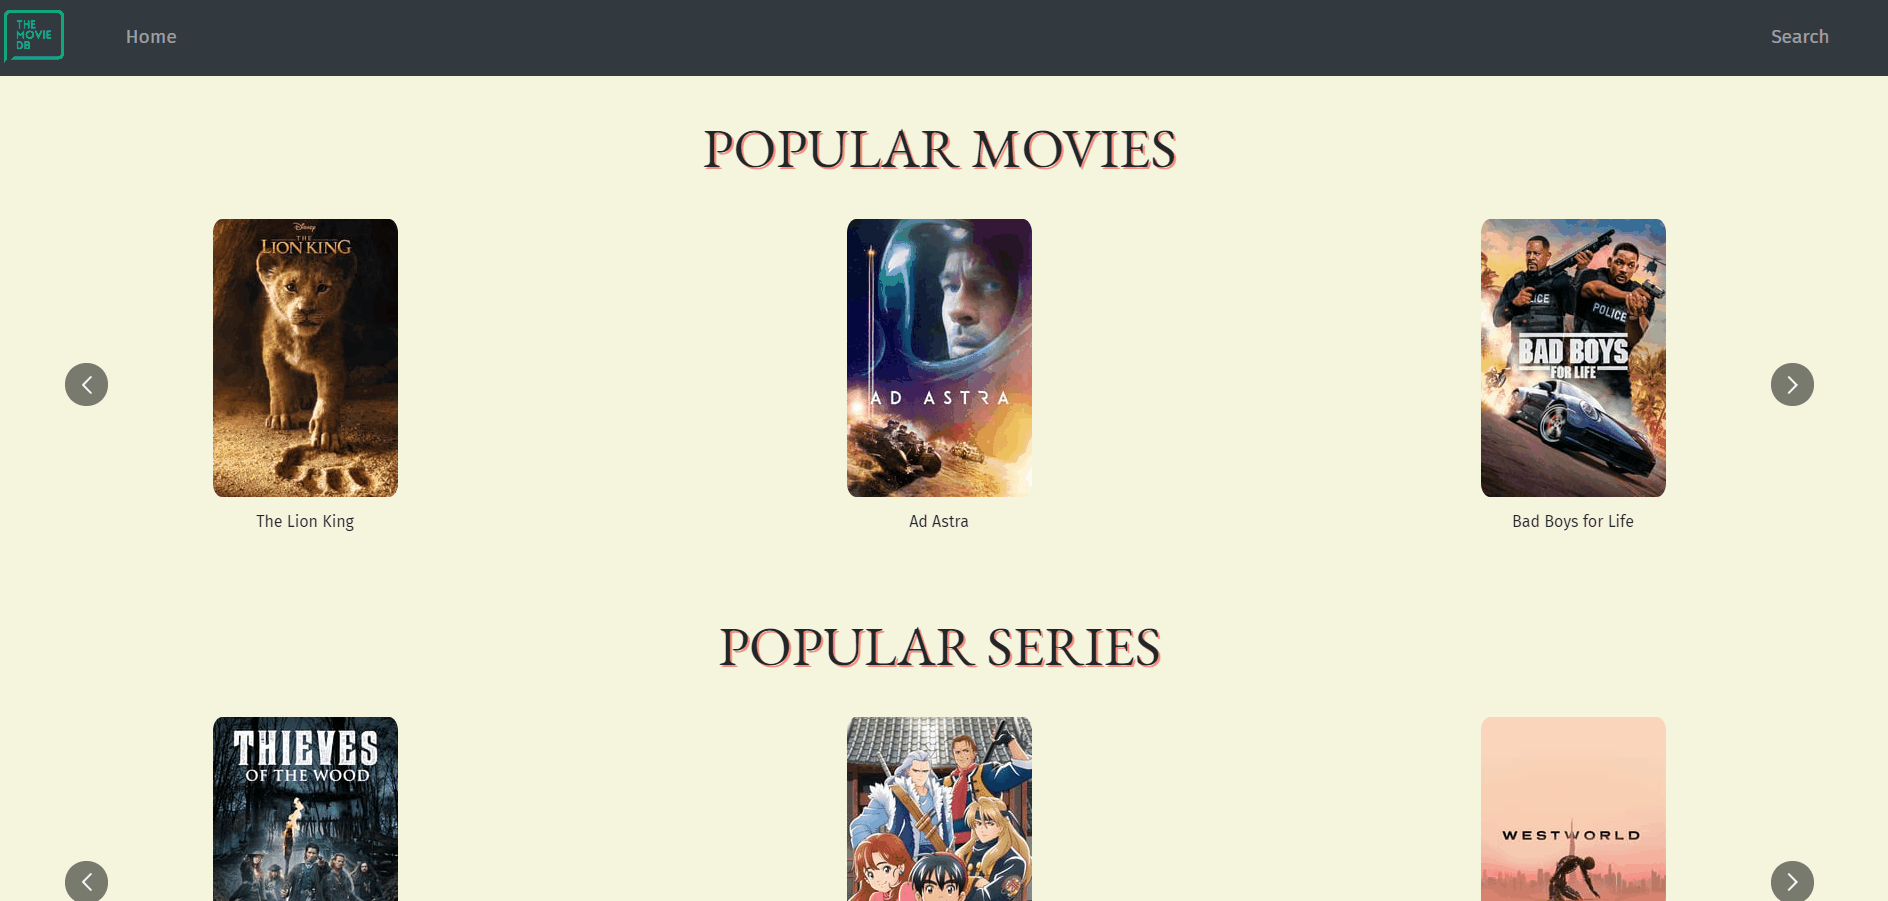 THE
MOVIE
DB
Home
Search
POPULAR MOVIES
Disney
THE
LION KING
AD ASTRA
POLICE
BAD BOYS
FOR LIFE
The Lion King
Ad Astra
Bad Boys for Life
POPULAR SERIES
THIEVES
OF THE WOOD
WESTWORLD